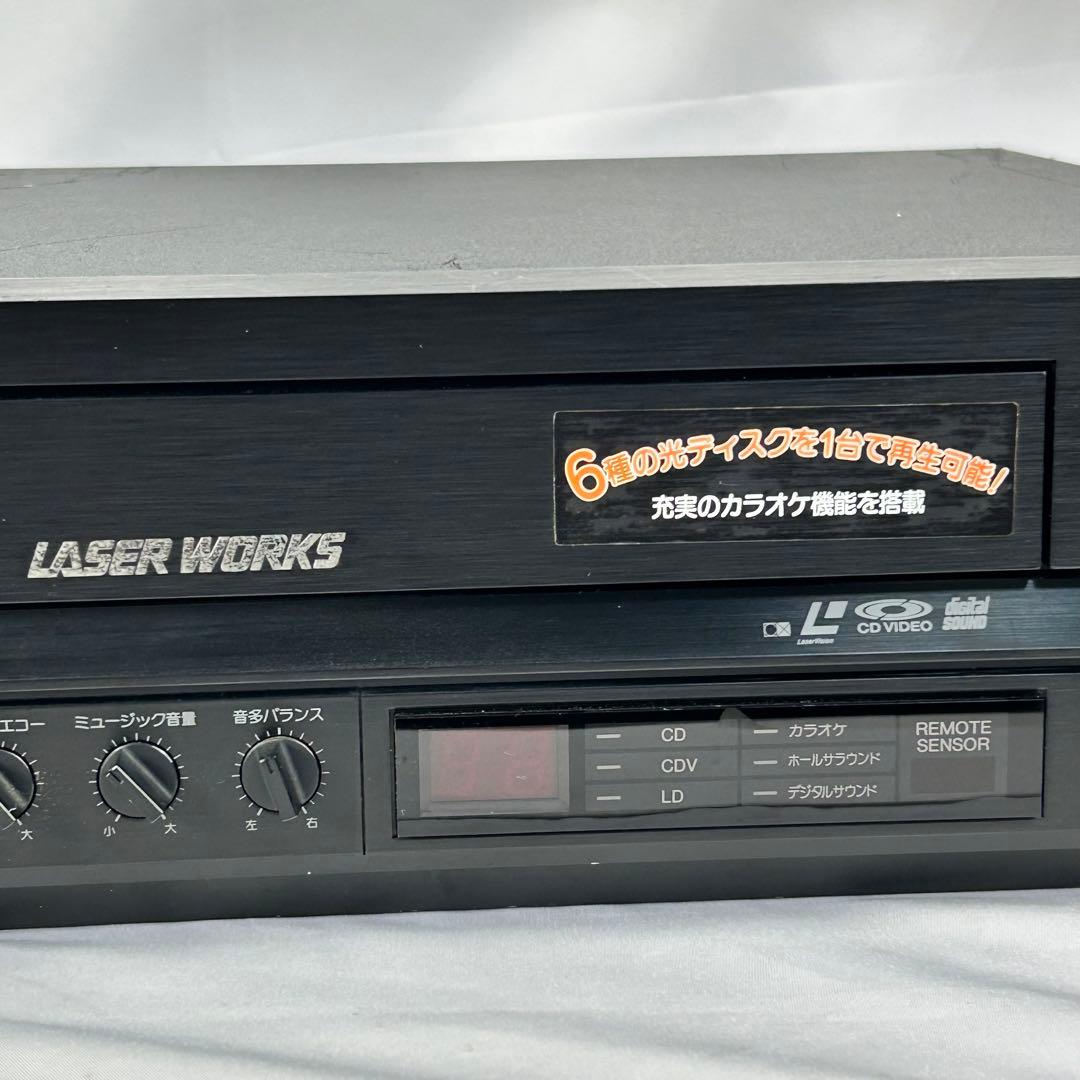 6種の光ディスクを1台で再生可能!
充実のカラオケ機能を搭載
LASER WORKS
LaserVision
CD VIDEO
digital
SOUND
エコー
大
ミュージック音量
小 大
音多バランス
左 右
CD
CDV
LD
カラオケ
ホールサラウンド
デジタルサウンド
REMOTE
SENSOR